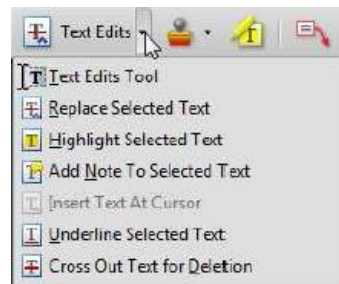 Text Edits
Text Edits Tool
Replace Selected Text
Highlight Selected Text
Add Note To Selected Text
Insert Text At Cursor
Underline Selected Text
Cross Out Text for Deletion